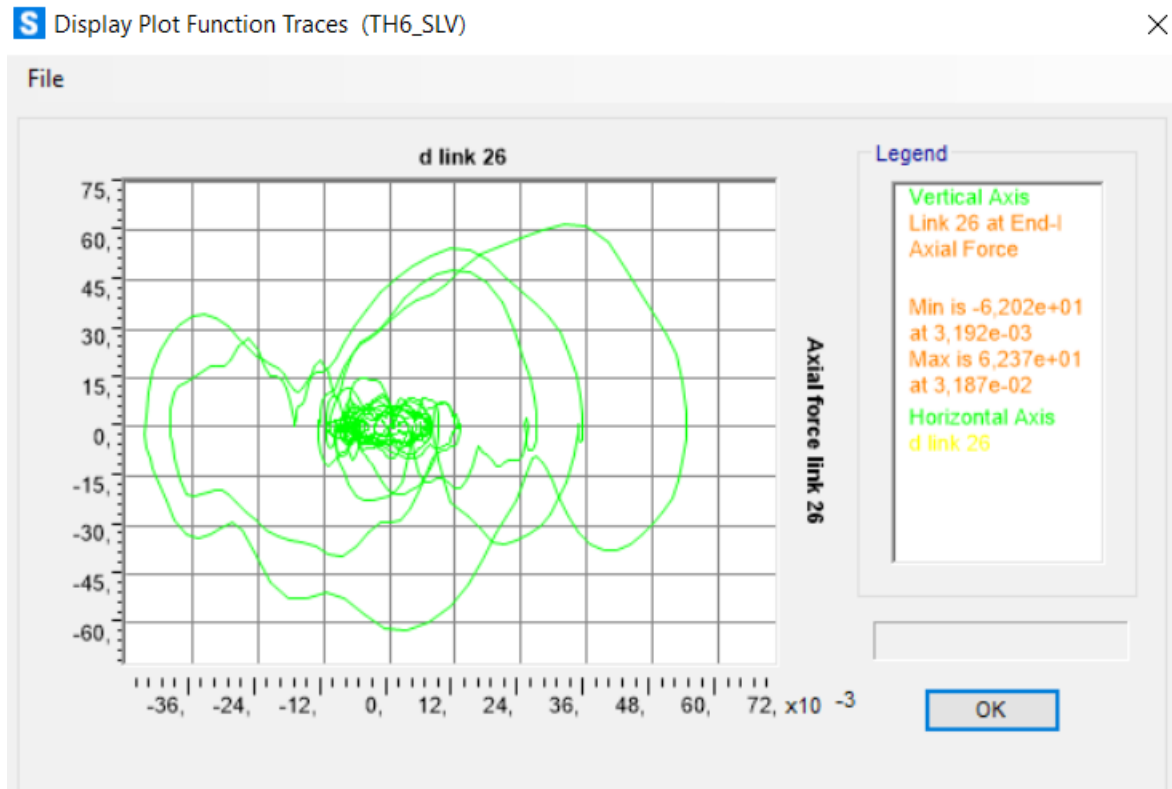 S Display Plot Function Traces (TH6_SLV)
File
d link 26
75,
60,
45,
30,
15,
0,
-15,
-30,
-45,
-60,
-36, -24, -12, 0, 12, 24, 36, 48, 60, 72, x10 -3
Axial force link 26
Legend
Vertical Axis
Link 26 at End-I
Axial Force
Min is -6,202e+01
at 3,192e-03
Max is 6,237e+01
at 3,187e-02
Horizontal Axis
d link 26
OK